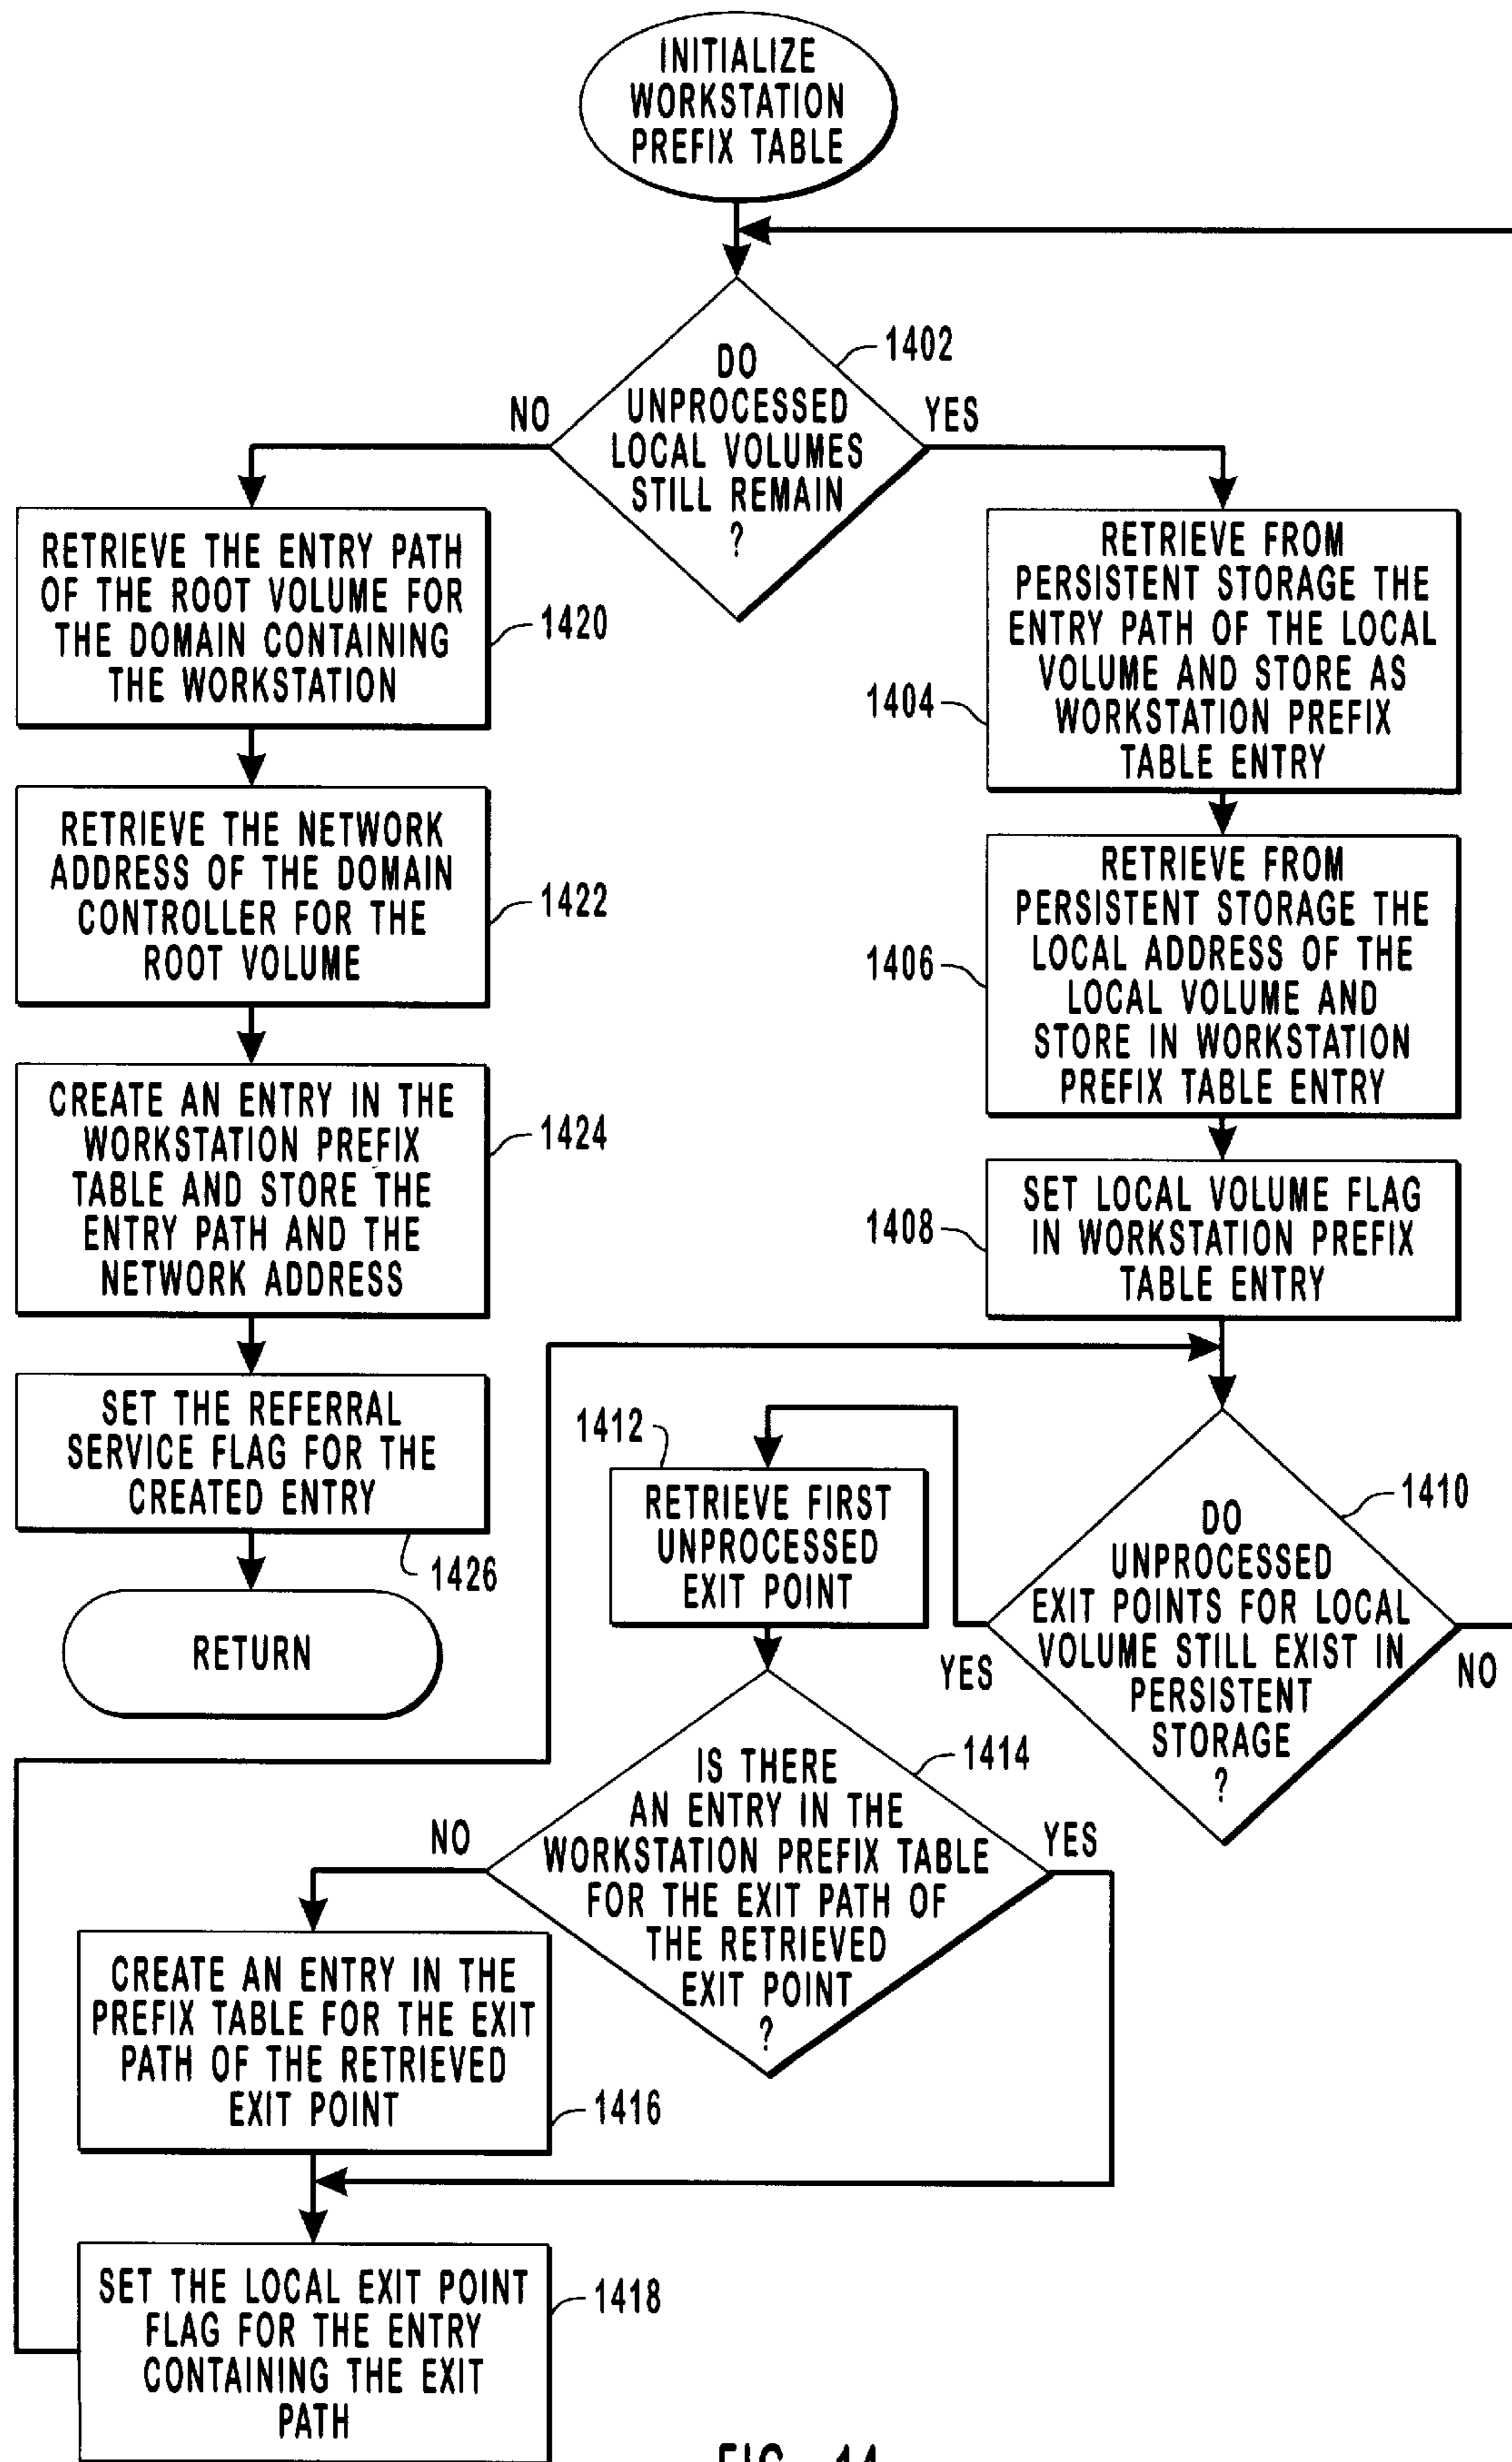 INITIALIZE
WORKSTATION
PREFIX TABLE
DO
UNPROCESSED
LOCAL VOLUMES
STILL REMAIN
?
1402
NO
YES
RETRIEVE THE ENTRY PATH
OF THE ROOT VOLUME FOR
THE DOMAIN CONTAINING
THE WORKSTATION
1420
RETRIEVE THE NETWORK
ADDRESS OF THE DOMAIN
CONTROLLER FOR THE
ROOT VOLUME
1422
CREATE AN ENTRY IN THE
WORKSTATION PREFIX
TABLE AND STORE THE
ENTRY PATH AND THE
NETWORK ADDRESS
1424
SET THE REFERRAL
SERVICE FLAG FOR THE
CREATED ENTRY
1426
RETURN
RETRIEVE FROM
PERSISTENT STORAGE THE
ENTRY PATH OF THE LOCAL
VOLUME AND STORE AS
WORKSTATION PREFIX
TABLE ENTRY
1404
RETRIEVE FROM
PERSISTENT STORAGE THE
LOCAL ADDRESS OF THE
LOCAL VOLUME AND
STORE IN WORKSTATION
PREFIX TABLE ENTRY
1406
SET LOCAL VOLUME FLAG
IN WORKSTATION PREFIX
TABLE ENTRY
1408
DO
UNPROCESSED
EXIT POINTS FOR LOCAL
VOLUME STILL EXIST IN
PERSISTENT
STORAGE
?
1410
YES
NO
1412
RETRIEVE FIRST
UNPROCESSED
EXIT POINT
IS THERE
AN ENTRY IN THE
WORKSTATION PREFIX TABLE
FOR THE EXIT PATH OF
THE RETRIEVED
EXIT POINT
?
1414
NO
YES
CREATE AN ENTRY IN THE
PREFIX TABLE FOR THE EXIT
PATH OF THE RETRIEVED
EXIT POINT
1416
SET THE LOCAL EXIT POINT
FLAG FOR THE ENTRY
CONTAINING THE EXIT
PATH
1418
FIG. 14